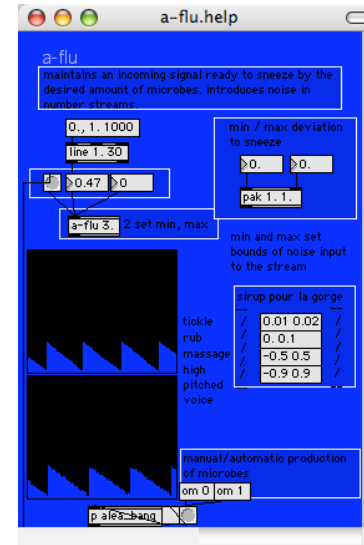 a-flu.help
a-flu
maintains an incoming signal ready to sneeze by the
desired amount of microbes. introduces noise in
number streams.
0., 1. 1000
line 1. 30
0.47
0
a-flu 3.
2 set min, max
min / max deviation
to sneeze
0.
0.
pak 1. 1.
min and max set
bounds of noise input
to the stream
sirup pour la gorge
tickle / 0.01 0.02 /
rub / 0. 0.1 /
massage / -0.5 0.5 /
high / -0.9 0.9 /
pitched
voice
manual/automatic production
of microbes
om 0
om 1
p alea-bang